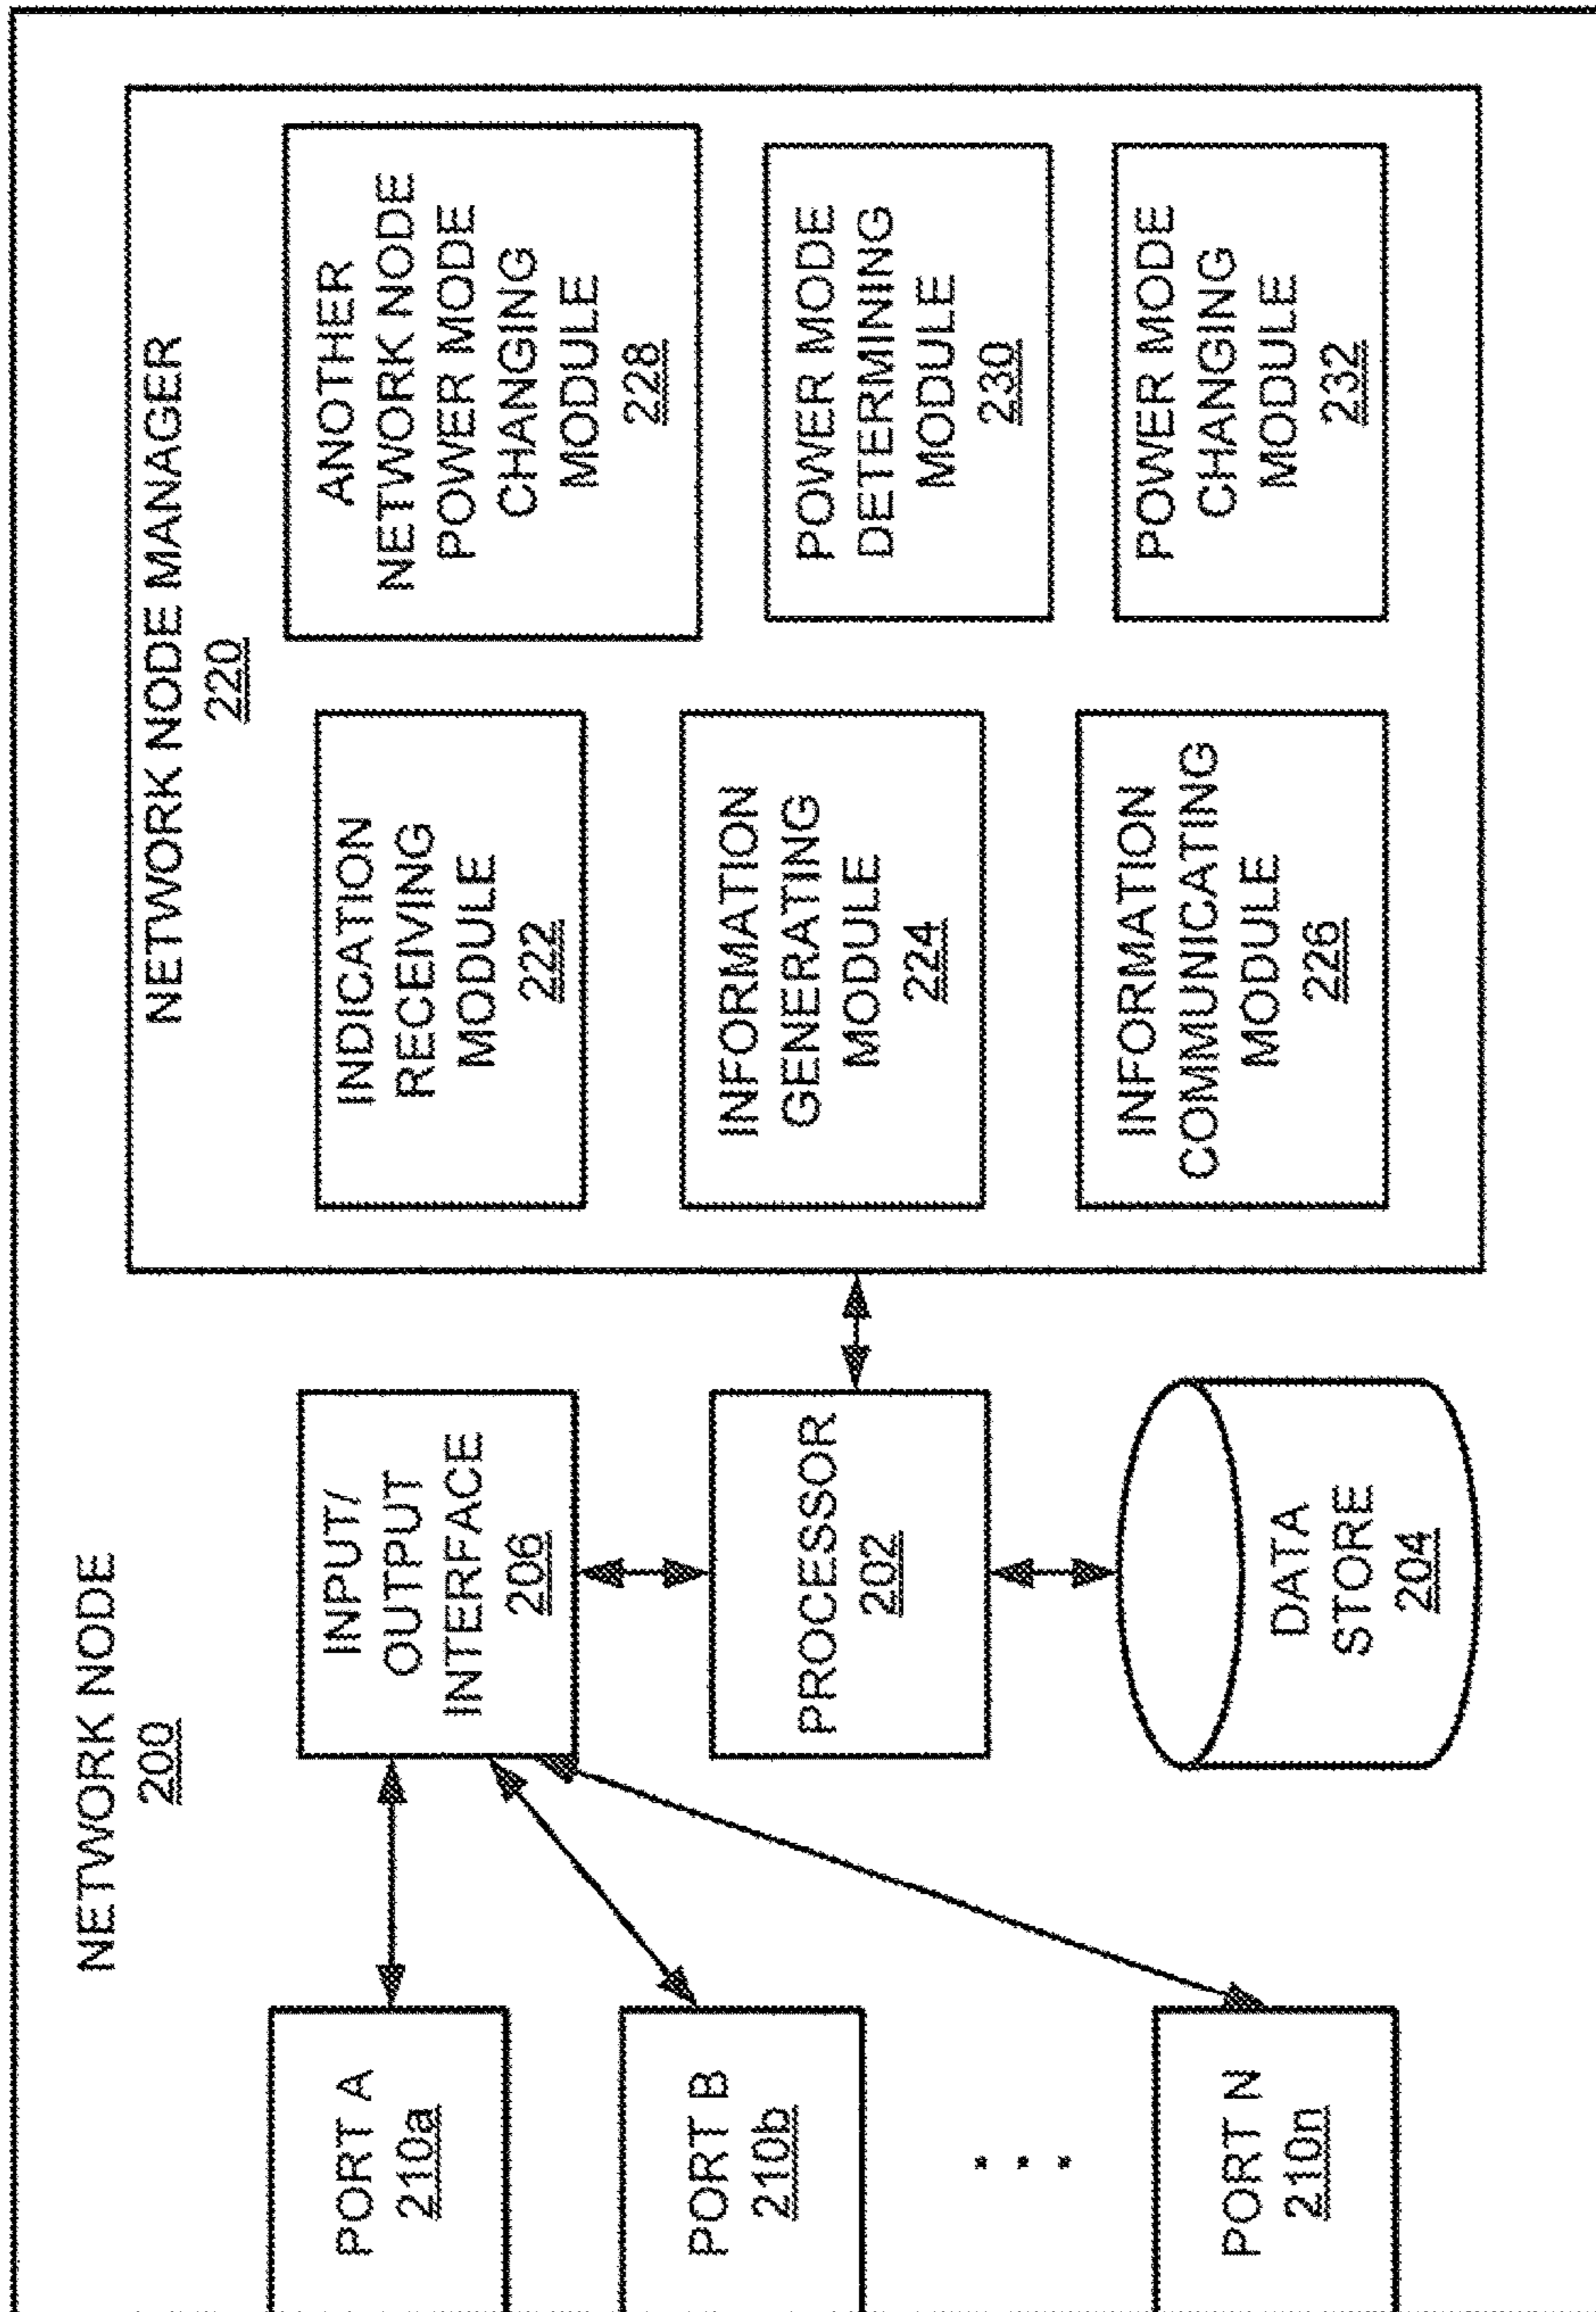 NETWORK NODE
200
PORT A
210a
PORT B
210b
. . .
PORT N
210n
INPUT/
OUTPUT
INTERFACE
206
PROCESSOR
202
DATA
STORE
204
NETWORK NODE MANAGER
220
INDICATION
RECEIVING
MODULE
222
INFORMATION
GENERATING
MODULE
224
INFORMATION
COMMUNICATING
MODULE
226
ANOTHER
NETWORK NODE
POWER MODE
CHANGING
MODULE
228
POWER MODE
DETERMINING
MODULE
230
POWER MODE
CHANGING
MODULE
232